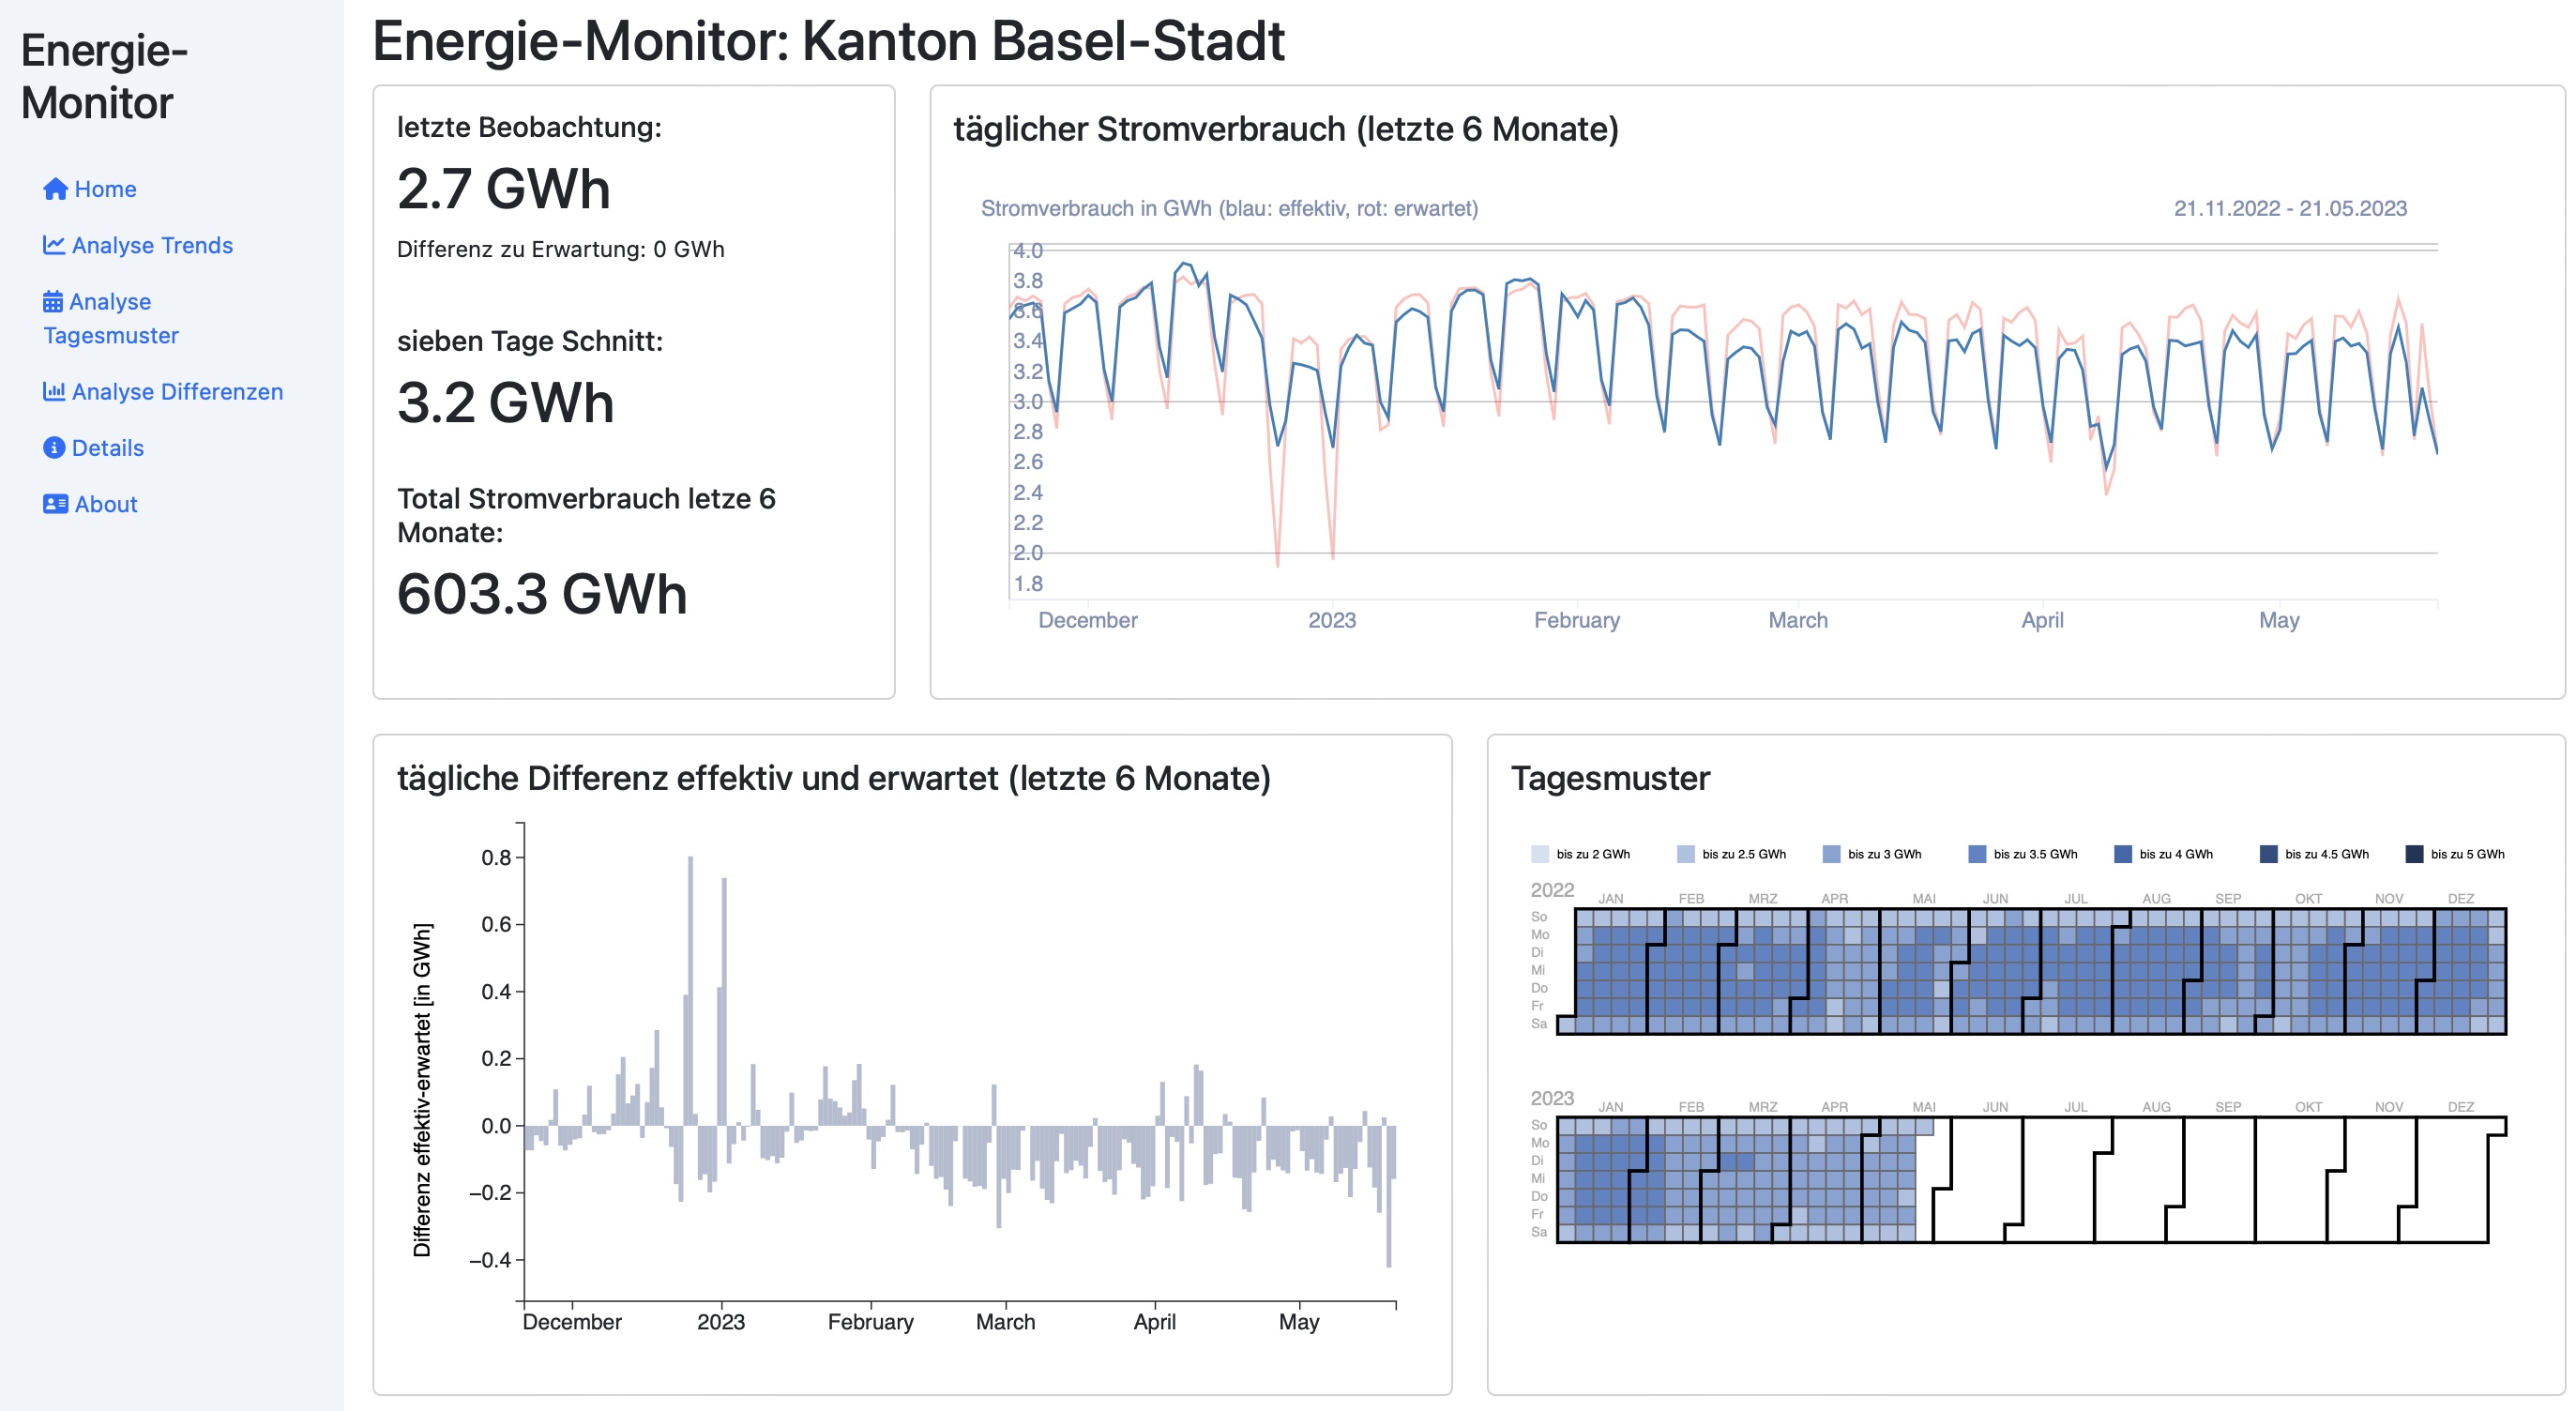 Energie-
Monitor
Home
Analyse Trends
Analyse
Tagesmuster
Analyse Differenzen
Details
About
Energie-Monitor: Kanton Basel-Stadt
letzte Beobachtung:
2.7 GWh
Differenz zu Erwartung: 0 GWh
sieben Tage Schnitt:
3.2 GWh
Total Stromverbrauch letze 6
Monate:
603.3 GWh
täglicher Stromverbrauch (letzte 6 Monate)
Stromverbrauch in GWh (blau: effektiv, rot: erwartet) 21.11.2022 - 21.05.2023
4.0
3.8
3.6
3.4
3.2
3.0
2.8
2.6
2.4
2.2
2.0
1.8
December 2023 February March April May
tägliche Differenz effektiv und erwartet (letzte 6 Monate)
Differenz effektiv-erwartet [in GWh]
0.8
0.6
0.4
0.2
0.0
−0.2
−0.4
December 2023 February March April May
Tagesmuster
bis zu 2 GWh bis zu 2.5 GWh bis zu 3 GWh bis zu 3.5 GWh bis zu 4 GWh bis zu 4.5 GWh bis zu 5 GWh
2022
JAN FEB MRZ APR MAI JUN JUL AUG SEP OKT NOV DEZ
So
Mo
Di
Mi
Do
Fr
Sa
2023
JAN FEB MRZ APR MAI JUN JUL AUG SEP OKT NOV DEZ
So
Mo
Di
Mi
Do
Fr
Sa